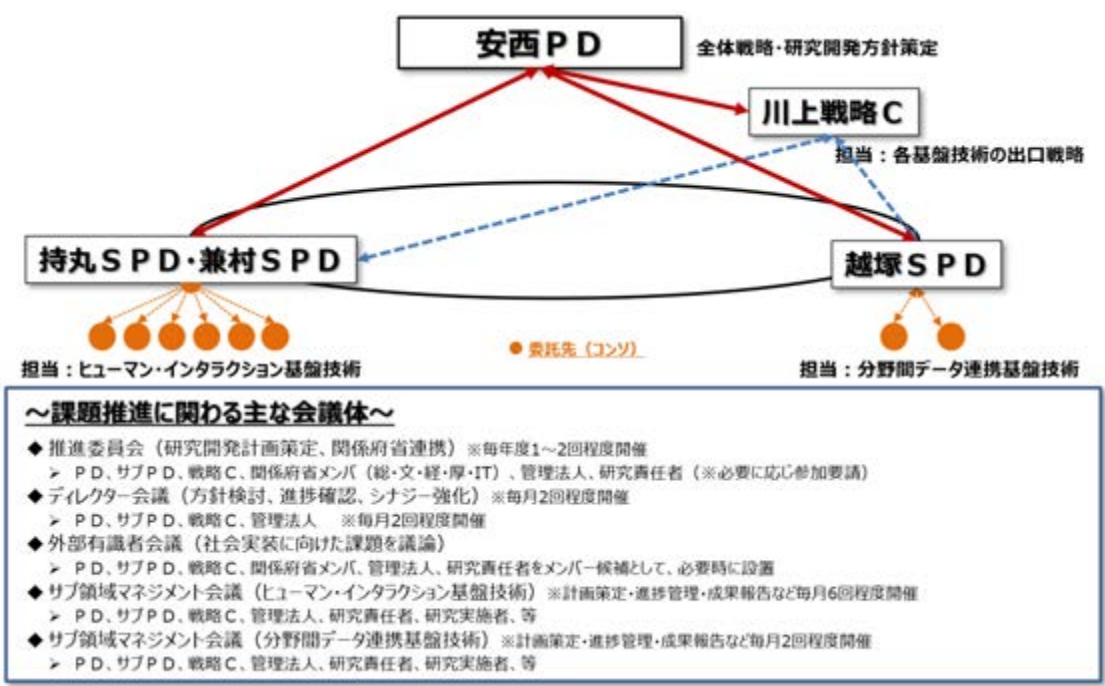 安西ＰＤ
全体戦略・研究開発方針策定
川上戦略Ｃ
担当：各基盤技術の出口戦略
持丸ＳＰＤ・兼村ＳＰＤ
越塚ＳＰＤ
●委託先（コンソ）
担当：ヒューマン・インタラクション基盤技術
担当：分野間データ連携基盤技術
～課題推進に関わる主な会議体～
◆推進委員会（研究開発計画策定、関係府省連携）※毎年度1～2回程度開催
➢ ＰＤ、サブＰＤ、戦略Ｃ、関係府省メンバ（総・文・経・厚・IT）、管理法人、研究責任者（※必要に応じ参加要請）
◆ディレクター会議（方針検討、進捗確認、シナジー強化）※毎月2回程度開催
➢ ＰＤ、サブＰＤ、戦略Ｃ、管理法人　※毎月2回程度開催
◆外部有識者会議（社会実装に向けた課題を議論）
➢ ＰＤ、サブＰＤ、戦略Ｃ、関係府省メンバ、管理法人、研究責任者をメンバー候補として、必要時に設置
◆サブ領域マネジメント会議（ヒューマン・インタラクション基盤技術）※計画策定・進捗管理・成果報告など毎月6回程度開催
➢ ＰＤ、サブＰＤ、戦略Ｃ、管理法人、研究責任者、研究実施者、等
◆サブ領域マネジメント会議（分野間データ連携基盤技術）※計画策定・進捗管理・成果報告など毎月2回程度開催
➢ ＰＤ、サブＰＤ、戦略Ｃ、管理法人、研究責任者、研究実施者、等